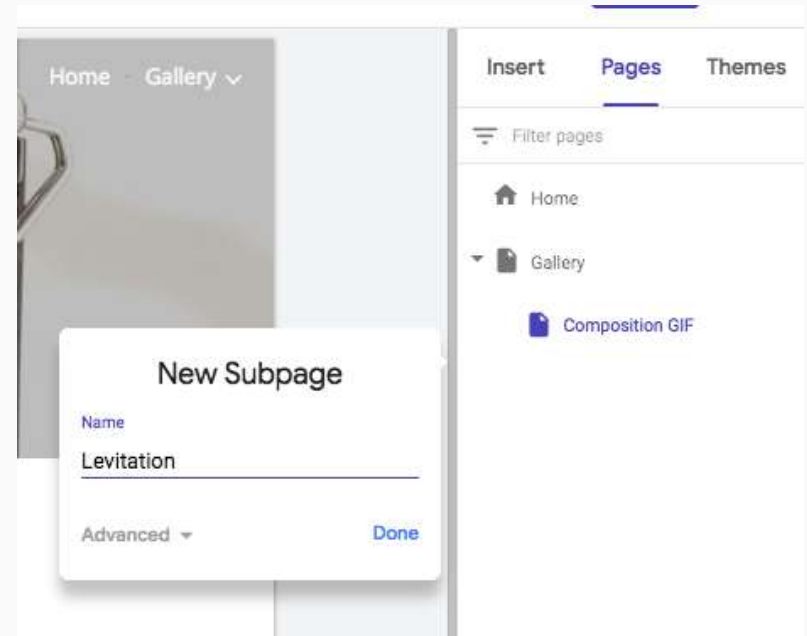 Home
Gallery
Insert
Pages
Themes
Filter pages
Home
Gallery
Composition GIF
New Subpage
Name
Levitation
Advanced
Done